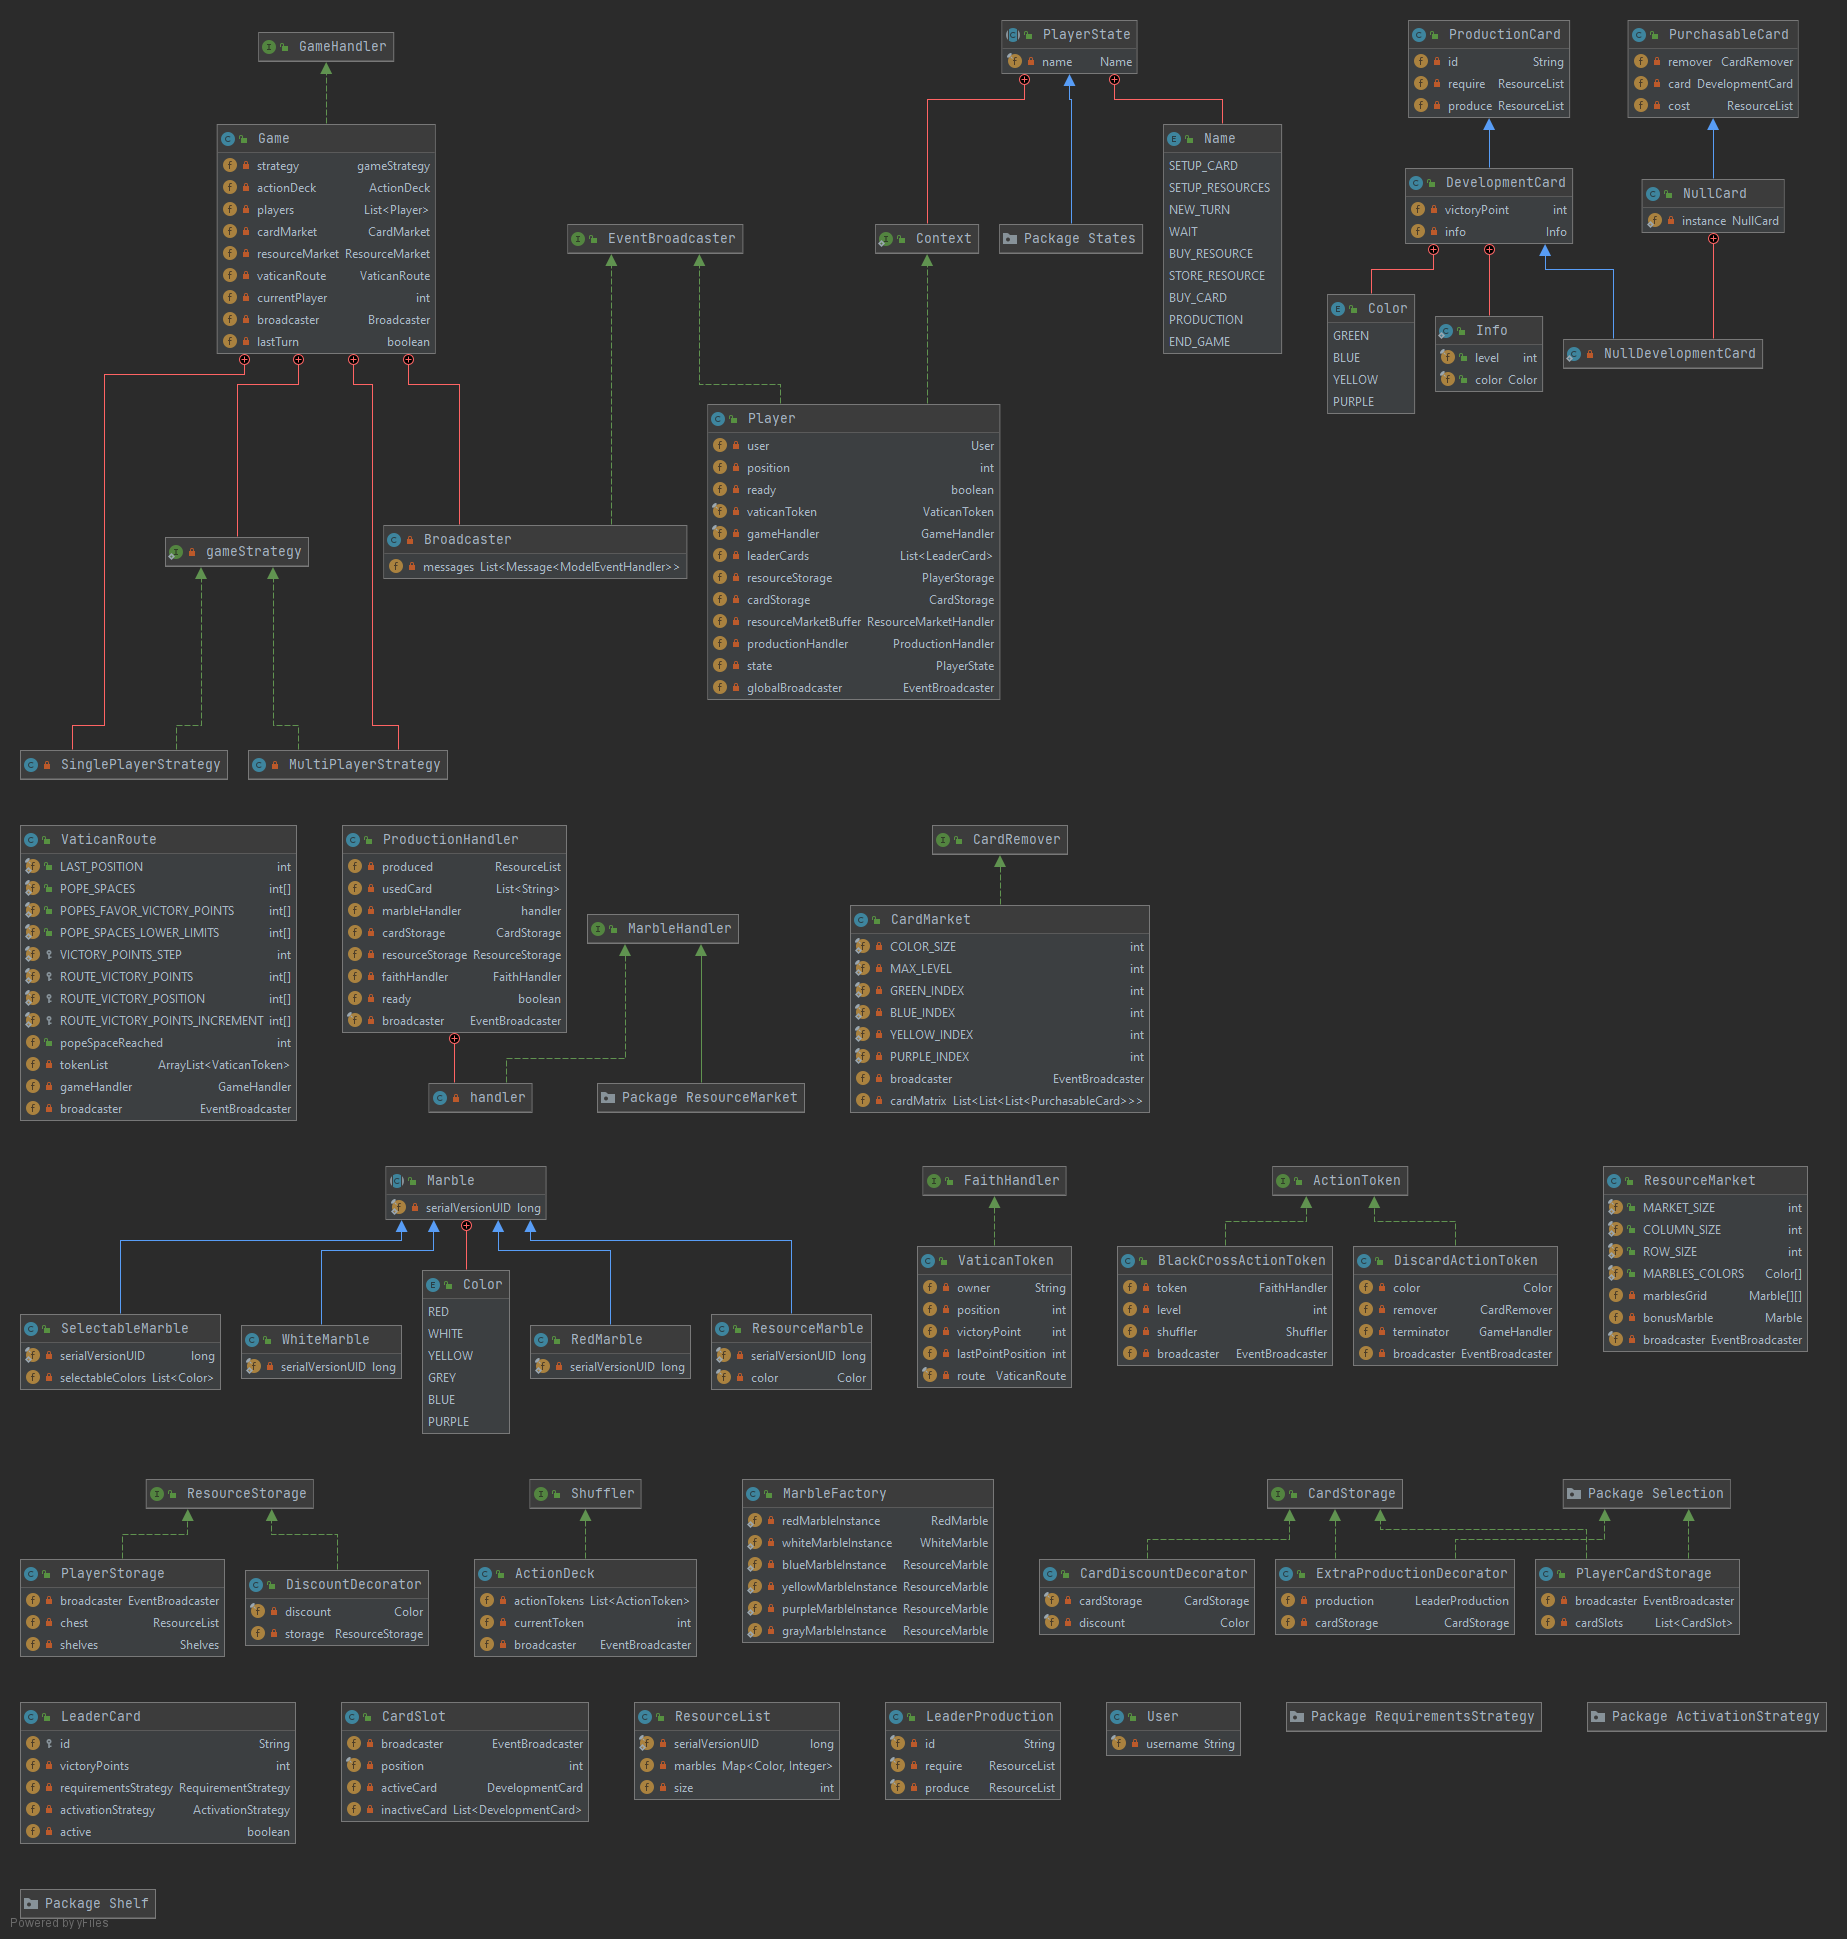 GameHandler
Game
strategy gameStrategy
actionDeck ActionDeck
players List<Player>
cardMarket CardMarket
resourceMarket ResourceMarket
vaticanRoute VaticanRoute
currentPlayer int
broadcaster Broadcaster
lastTurn boolean
PlayerState
name Name
Name
SETUP_CARD
SETUP_RESOURCES
NEW_TURN
WAIT
BUY_RESOURCE
STORE_RESOURCE
BUY_CARD
PRODUCTION
END_GAME
ProductionCard
id String
require ResourceList
produce ResourceList
PurchasableCard
remover CardRemover
card DevelopmentCard
cost ResourceList
DevelopmentCard
victoryPoint int
info Info
NullCard
instance NullCard
EventBroadcaster
Context
Package States
Color
GREEN
BLUE
YELLOW
PURPLE
Info
level int
color Color
NullDevelopmentCard
Player
user User
position int
ready boolean
vaticanToken VaticanToken
gameHandler GameHandler
leaderCards List<LeaderCard>
resourceStorage PlayerStorage
cardStorage CardStorage
resourceMarketBuffer ResourceMarketHandler
productionHandler ProductionHandler
state PlayerState
globalBroadcaster EventBroadcaster
gameStrategy
Broadcaster
messages List<Message<ModelEventHandler>>
SinglePlayerStrategy
MultiPlayerStrategy
VaticanRoute
LAST_POSITION int
POPE_SPACES int[]
POPES_FAVOR_VICTORY_POINTS int[]
POPE_SPACES_LOWER_LIMITS int[]
VICTORY_POINTS_STEP int
ROUTE_VICTORY_POINTS int[]
ROUTE_VICTORY_POSITION int[]
ROUTE_VICTORY_POINTS_INCREMENT int[]
popeSpaceReached int
tokenList ArrayList<VaticanToken>
gameHandler GameHandler
broadcaster EventBroadcaster
ProductionHandler
produced ResourceList
usedCard List<String>
marbleHandler handler
cardStorage CardStorage
resourceStorage ResourceStorage
faithHandler FaithHandler
ready boolean
broadcaster EventBroadcaster
MarbleHandler
handler
Package ResourceMarket
CardRemover
CardMarket
COLOR_SIZE int
MAX_LEVEL int
GREEN_INDEX int
BLUE_INDEX int
YELLOW_INDEX int
PURPLE_INDEX int
broadcaster EventBroadcaster
cardMatrix List<List<List<PurchasableCard>>>
Marble
serialVersionUID long
SelectableMarble
serialVersionUID long
selectableColors List<Color>
WhiteMarble
serialVersionUID long
Color
RED
WHITE
YELLOW
GREY
BLUE
PURPLE
RedMarble
serialVersionUID long
ResourceMarble
serialVersionUID long
color Color
FaithHandler
VaticanToken
owner String
position int
victoryPoint int
lastPointPosition int
route VaticanRoute
ActionToken
BlackCrossActionToken
token FaithHandler
level int
shuffler Shuffler
broadcaster EventBroadcaster
DiscardActionToken
color Color
remover CardRemover
terminator GameHandler
broadcaster EventBroadcaster
ResourceMarket
MARKET_SIZE int
COLUMN_SIZE int
ROW_SIZE int
MARBLES_COLORS Color[]
marblesGrid Marble[][]
bonusMarble Marble
broadcaster EventBroadcaster
ResourceStorage
PlayerStorage
broadcaster EventBroadcaster
chest ResourceList
shelves Shelves
DiscountDecorator
discount Color
storage ResourceStorage
Shuffler
ActionDeck
actionTokens List<ActionToken>
currentToken int
broadcaster EventBroadcaster
MarbleFactory
redMarbleInstance RedMarble
whiteMarbleInstance WhiteMarble
blueMarbleInstance ResourceMarble
yellowMarbleInstance ResourceMarble
purpleMarbleInstance ResourceMarble
grayMarbleInstance ResourceMarble
CardStorage
Package Selection
CardDiscountDecorator
cardStorage CardStorage
discount Color
ExtraProductionDecorator
production LeaderProduction
cardStorage CardStorage
PlayerCardStorage
broadcaster EventBroadcaster
cardSlots List<CardSlot>
LeaderCard
id String
victoryPoints int
requirementsStrategy RequirementStrategy
activationStrategy ActivationStrategy
active boolean
CardSlot
broadcaster EventBroadcaster
position int
activeCard DevelopmentCard
inactiveCard List<DevelopmentCard>
ResourceList
serialVersionUID long
marbles Map<Color, Integer>
size int
LeaderProduction
id String
require ResourceList
produce ResourceList
User
username String
Package RequirementsStrategy
Package ActivationStrategy
Package Shelf
Powered by yFiles